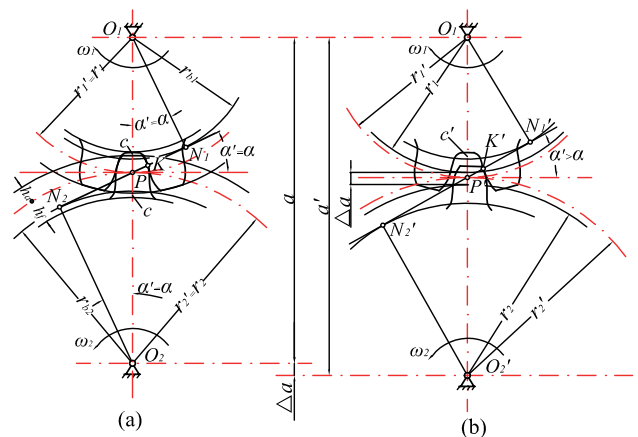 O1
O1
ω1
ω1
r1'=r1
rb1
r1'
r1
α'=α
c
K
N1
α'=α
c'
K'
N1'
α'>α
P
P
ha
hf
N2
c
a
a'
Δa
N2'
rb2
r2'=r2
α'=α
r2
r2'
ω2
O2
ω2
O2'
Δa
(a)
(b)